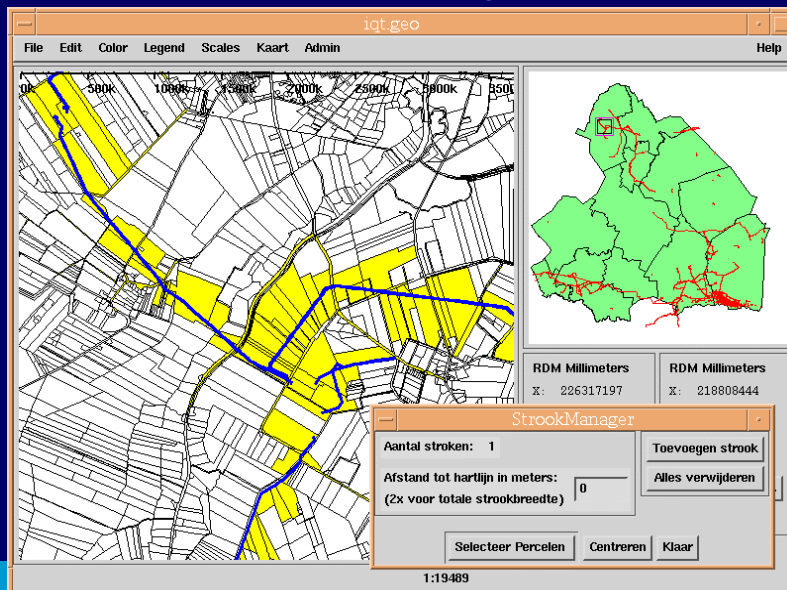 iqt.geo
File Edit Color Legend Scales Kaart Admin Help
500k 1000k 1500k 2000k 2500k 3000k
RDM Millimeters RDM Millimeters
X: 226317197 X: 218808444
StrookManager
Aantal stroken: 1
Toevoegen strook
Afstand tot hartlijn in meters:
(2x voor totale strookbreedte) 0
Alles verwijderen
Selecteer Percelen Centreren Klaar
1:19489